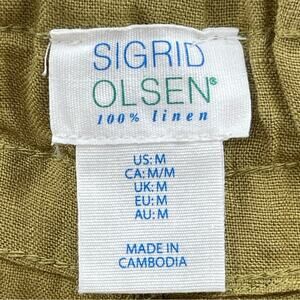 SIGRID
OLSEN®
100% linen
US: M
CA: M/M
UK: M
EU: M
AU: M
MADE IN
CAMBODIA